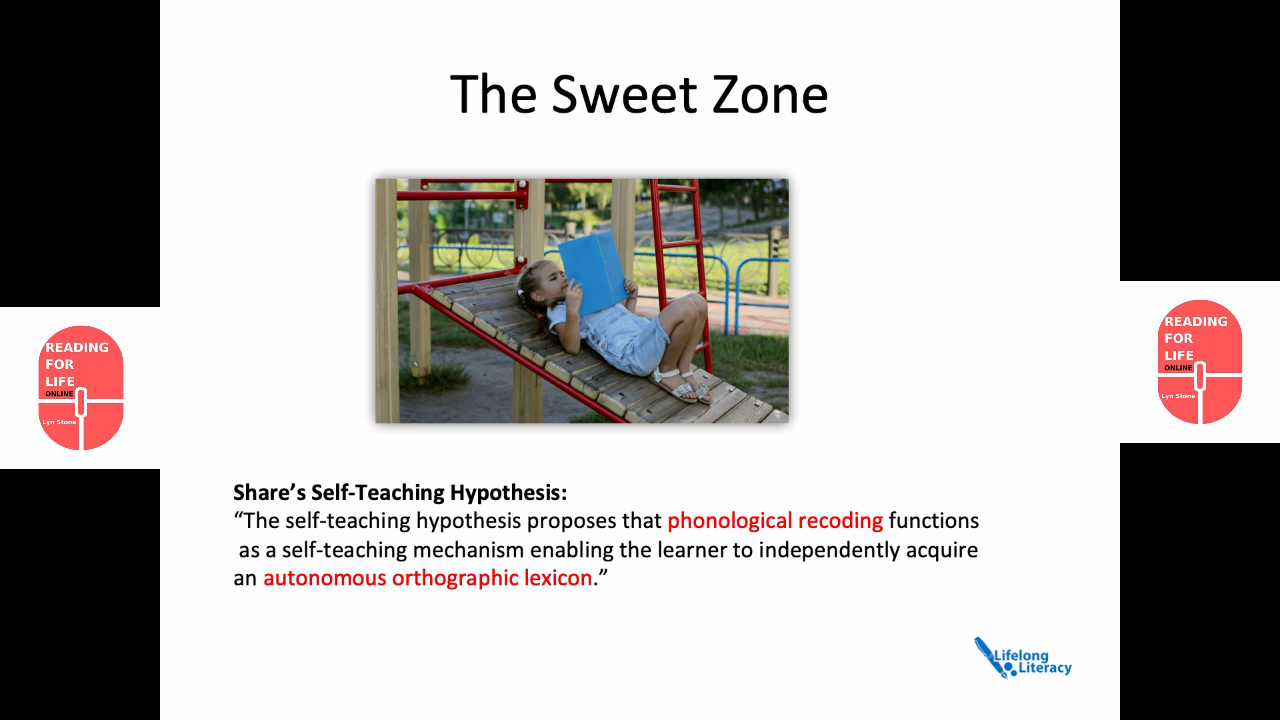 The Sweet Zone
READING
FOR
LIFE
ONLINE
Lyn Stone
READING
FOR
LIFE
ONLINE
Lyn Stone
Share’s Self-Teaching Hypothesis:
“The self-teaching hypothesis proposes that phonological recoding functions
as a self-teaching mechanism enabling the learner to independently acquire
an autonomous orthographic lexicon.”
Lifelong
Literacy